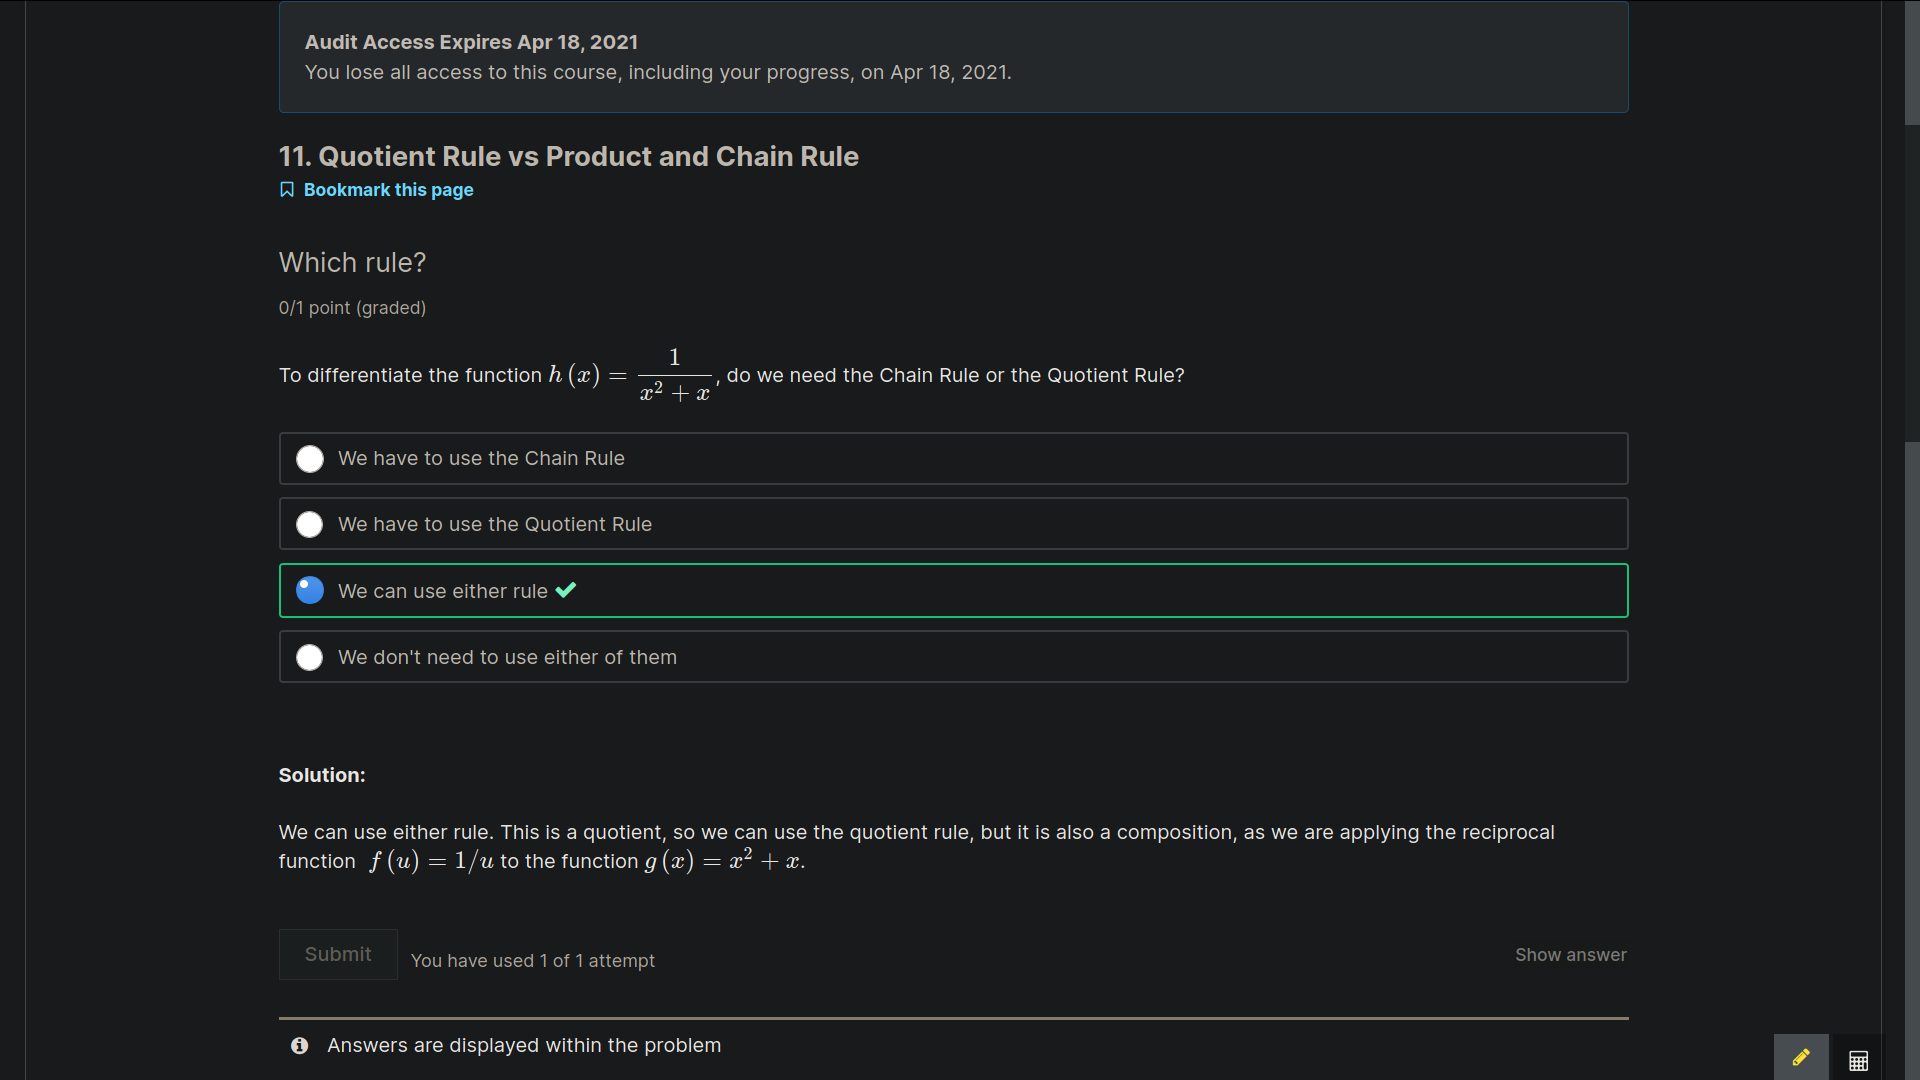 Audit Access Expires Apr 18, 2021
You lose all access to this course, including your progress, on Apr 18, 2021.
11. Quotient Rule vs Product and Chain Rule
Bookmark this page
Which rule?
0/1 point (graded)
To differentiate the function h(x) = 1/(x² + x), do we need the Chain Rule or the Quotient Rule?
We have to use the Chain Rule
We have to use the Quotient Rule
We can use either rule
We don't need to use either of them
Solution:
We can use either rule. This is a quotient, so we can use the quotient rule, but it is also a composition, as we are applying the reciprocal
function f(u) = 1/u to the function g(x) = x² + x.
Submit
You have used 1 of 1 attempt
Show answer
Answers are displayed within the problem